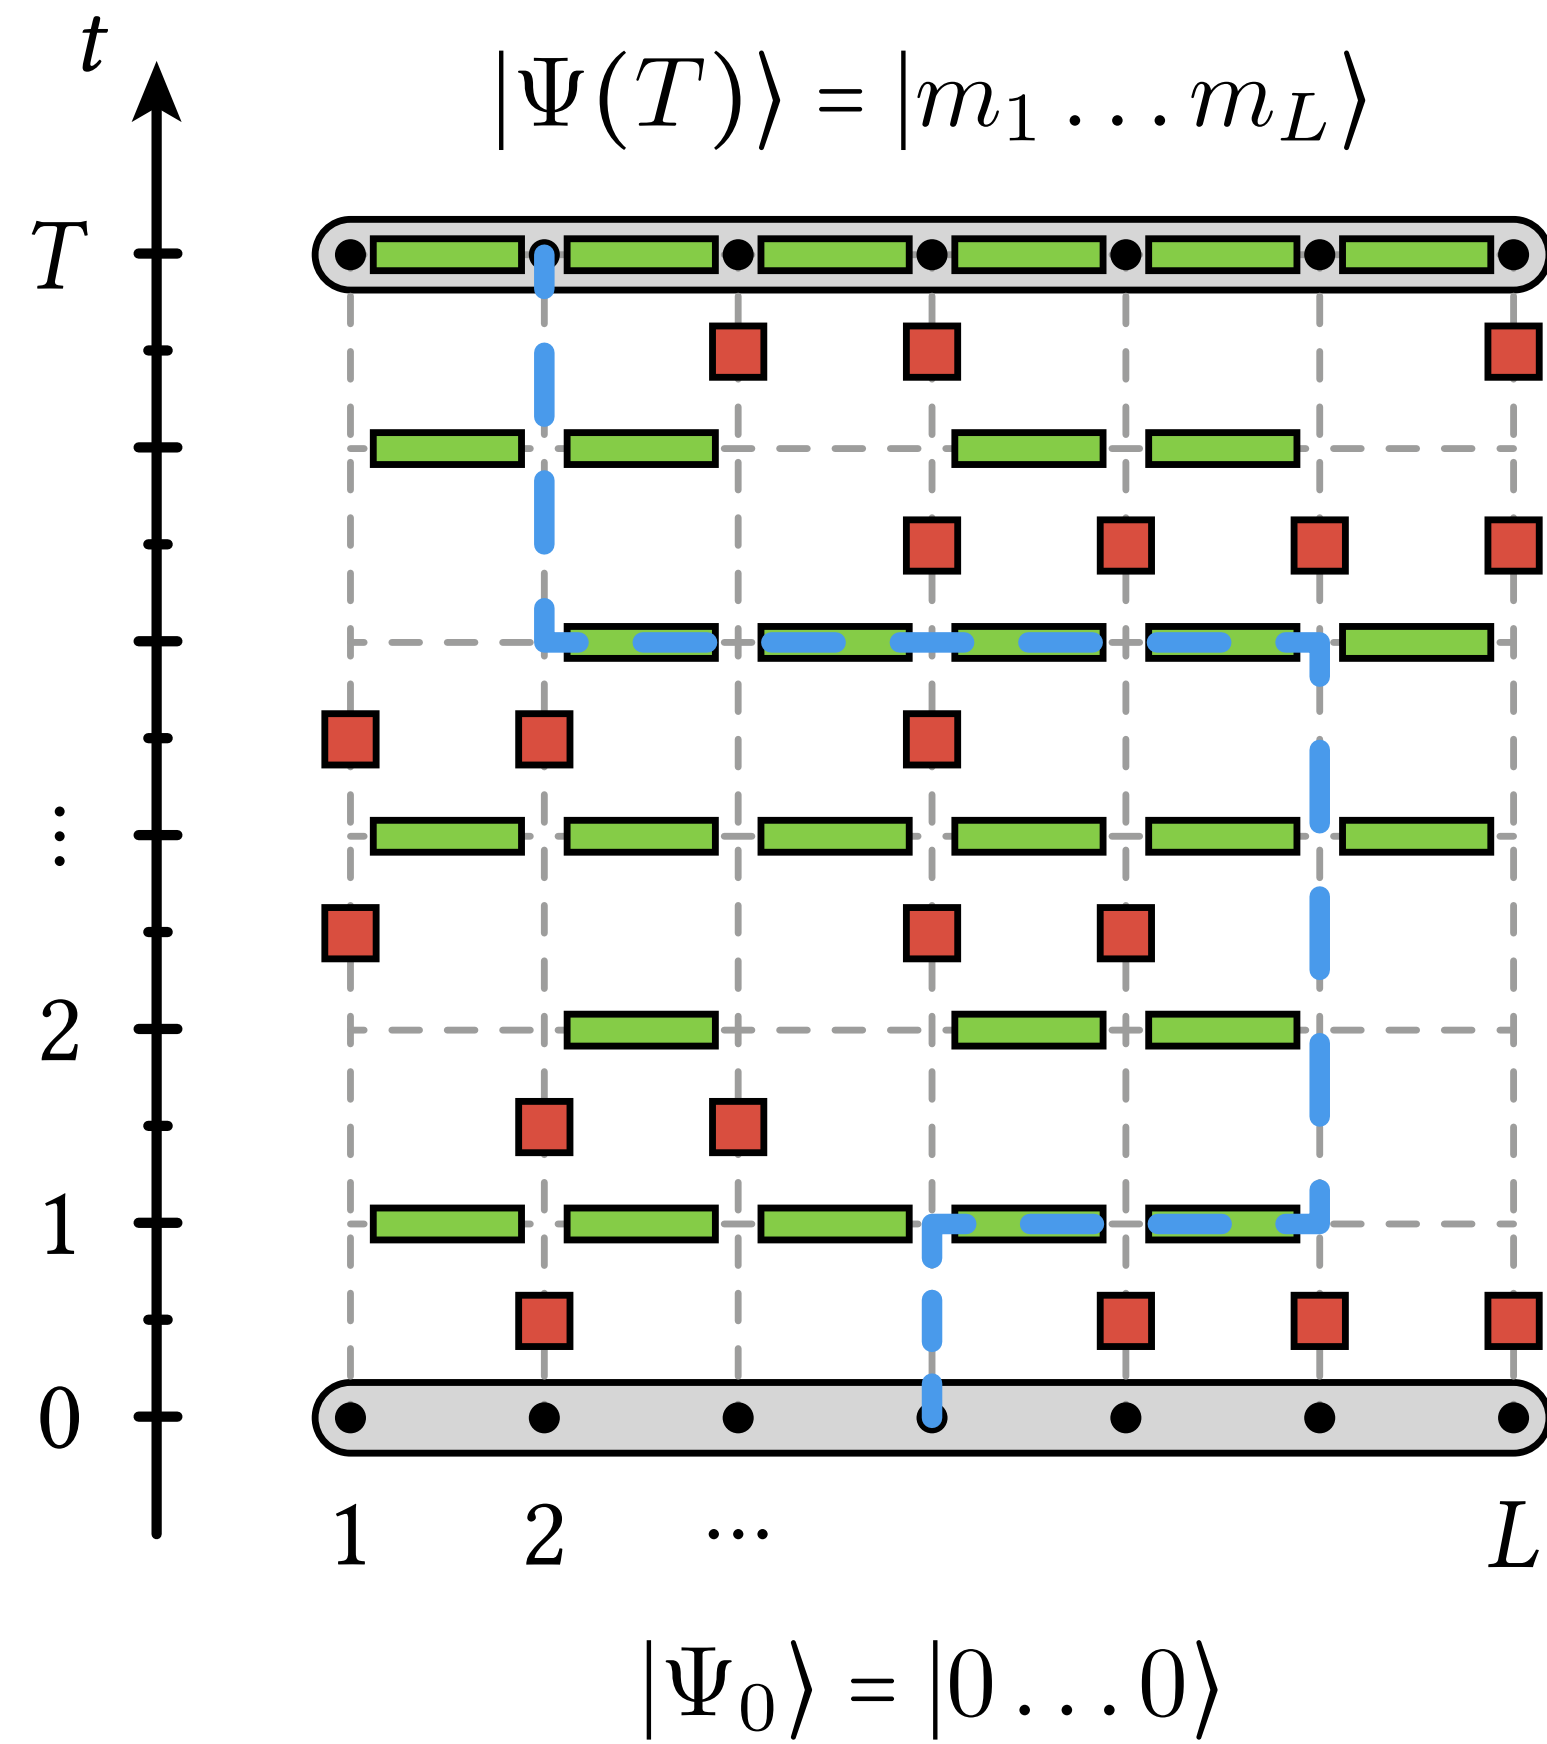 t
|Ψ(T)⟩ = |m₁ … m_L⟩
T
⋮
2
1
0
1 2 ⋯ L
|Ψ₀⟩ = |0 … 0⟩